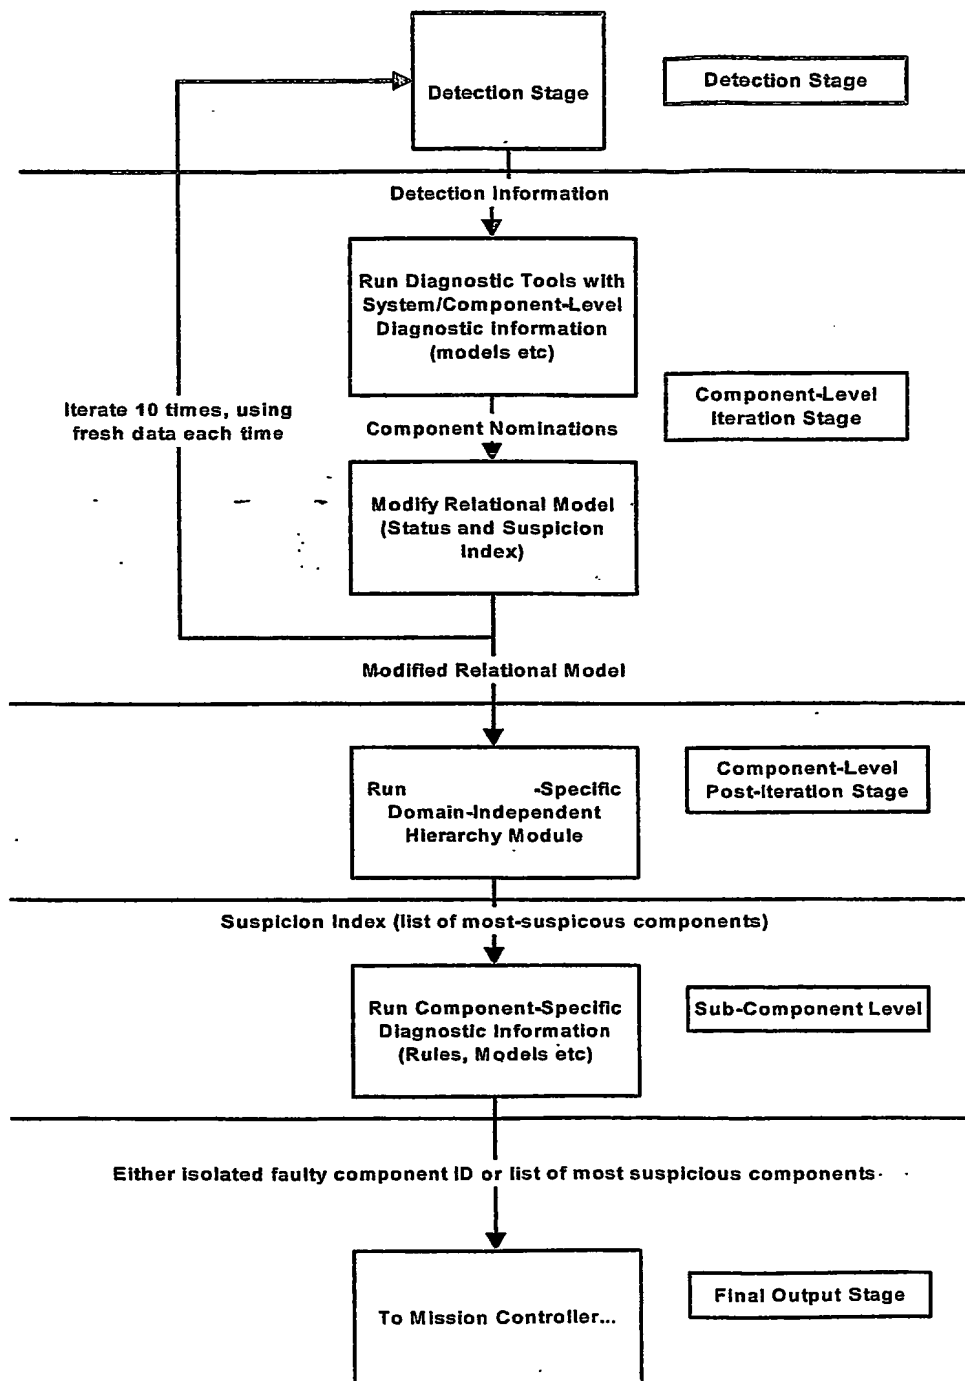 Detection Stage
Detection Stage
Detection Information
Run Diagnostic Tools with
System/Component-Level
Diagnostic Information
(models etc)
Component-Level
Iteration Stage
Iterate 10 times, using
fresh data each time
Component Nominations
Modify Relational Model
(Status and Suspicion
Index)
Modified Relational Model
Run -Specific
Domain-Independent
Hierarchy Module
Component-Level
Post-Iteration Stage
Suspicion Index (list of most-suspicous components)
Run Component-Specific
Diagnostic Information
(Rules, Models etc)
Sub-Component Level
Either isolated faulty component ID or list of most suspicious components
To Mission Controller...
Final Output Stage